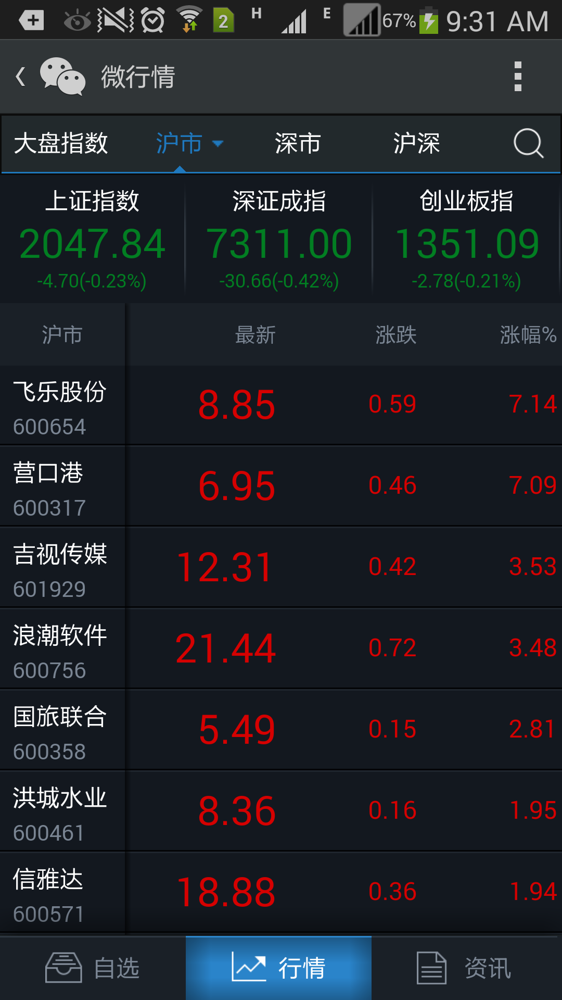 2 H E 67% 9:31 AM
微行情
大盘指数 沪市 深市 沪深
上证指数 深证成指 创业板指
2047.84 7311.00 1351.09
-4.70(-0.23%) -30.66(-0.42%) -2.78(-0.21%)
沪市 最新 涨跌 涨幅%
飞乐股份 8.85 0.59 7.14
600654
营口港 6.95 0.46 7.09
600317
吉视传媒 12.31 0.42 3.53
601929
浪潮软件 21.44 0.72 3.48
600756
国旅联合 5.49 0.15 2.81
600358
洪城水业 8.36 0.16 1.95
600461
信雅达 18.88 0.36 1.94
600571
自选 行情 资讯